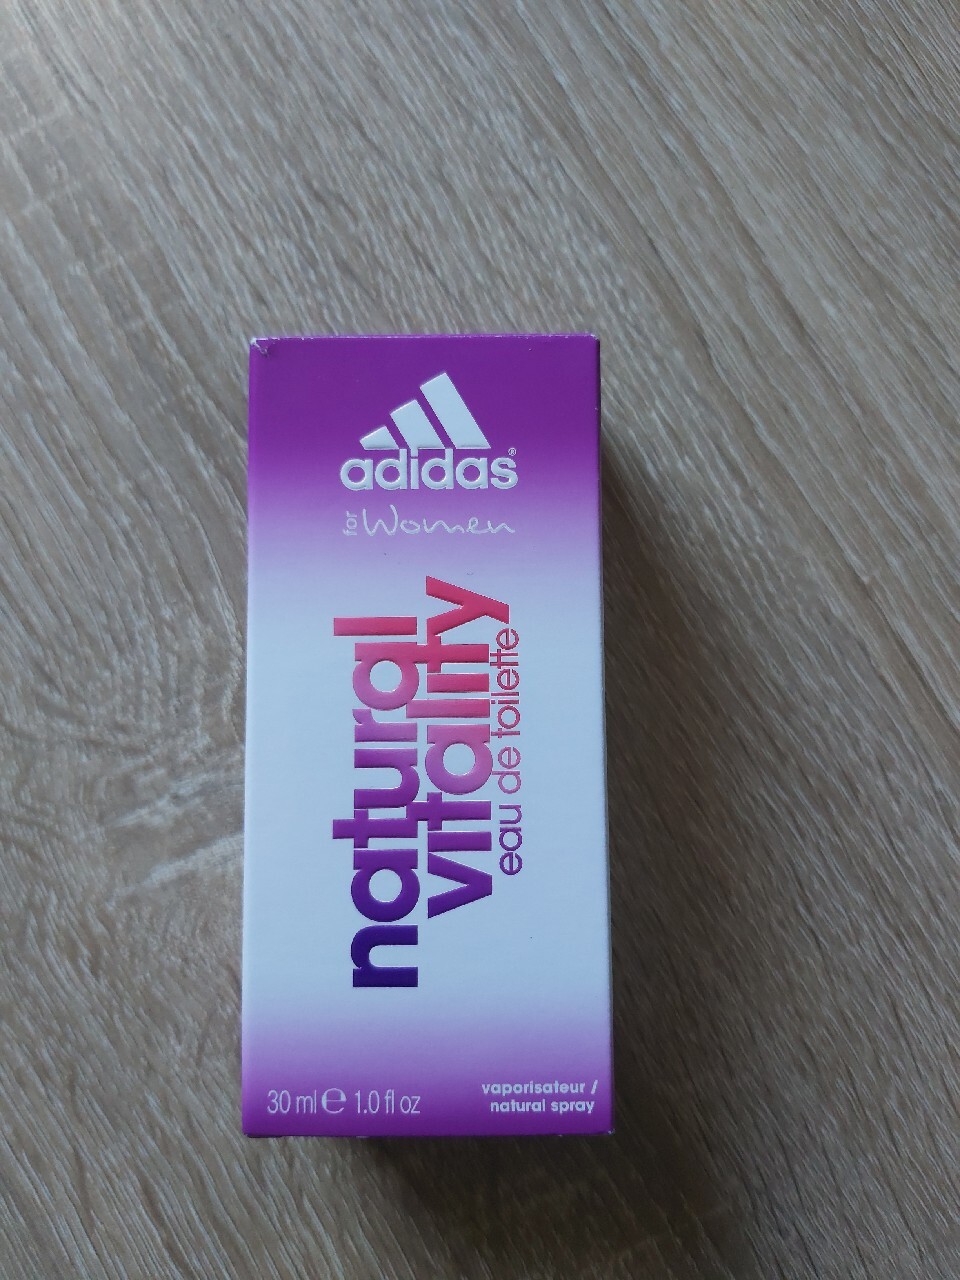 adidas®
for Women
natural
vitality
eau de toilette
30 ml ℮ 1.0 fl oz
vaporisateur /
natural spray